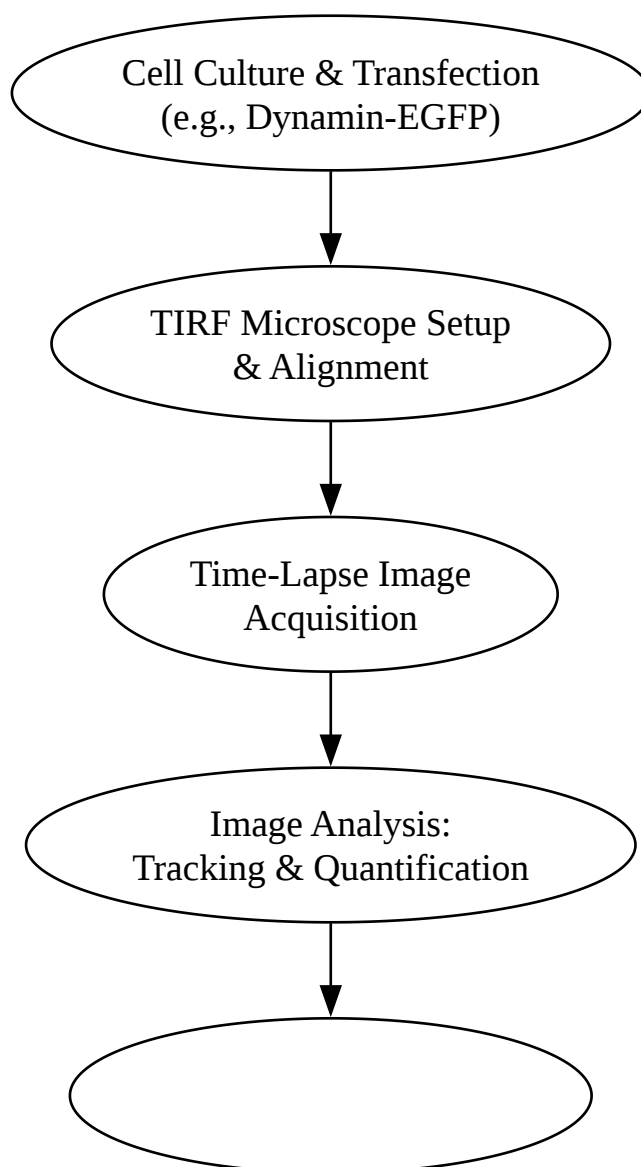 Cell Culture & Transfection
(e.g., Dynamin-EGFP)
TIRF Microscope Setup
& Alignment
Time-Lapse Image
Acquisition
Image Analysis:
Tracking & Quantification